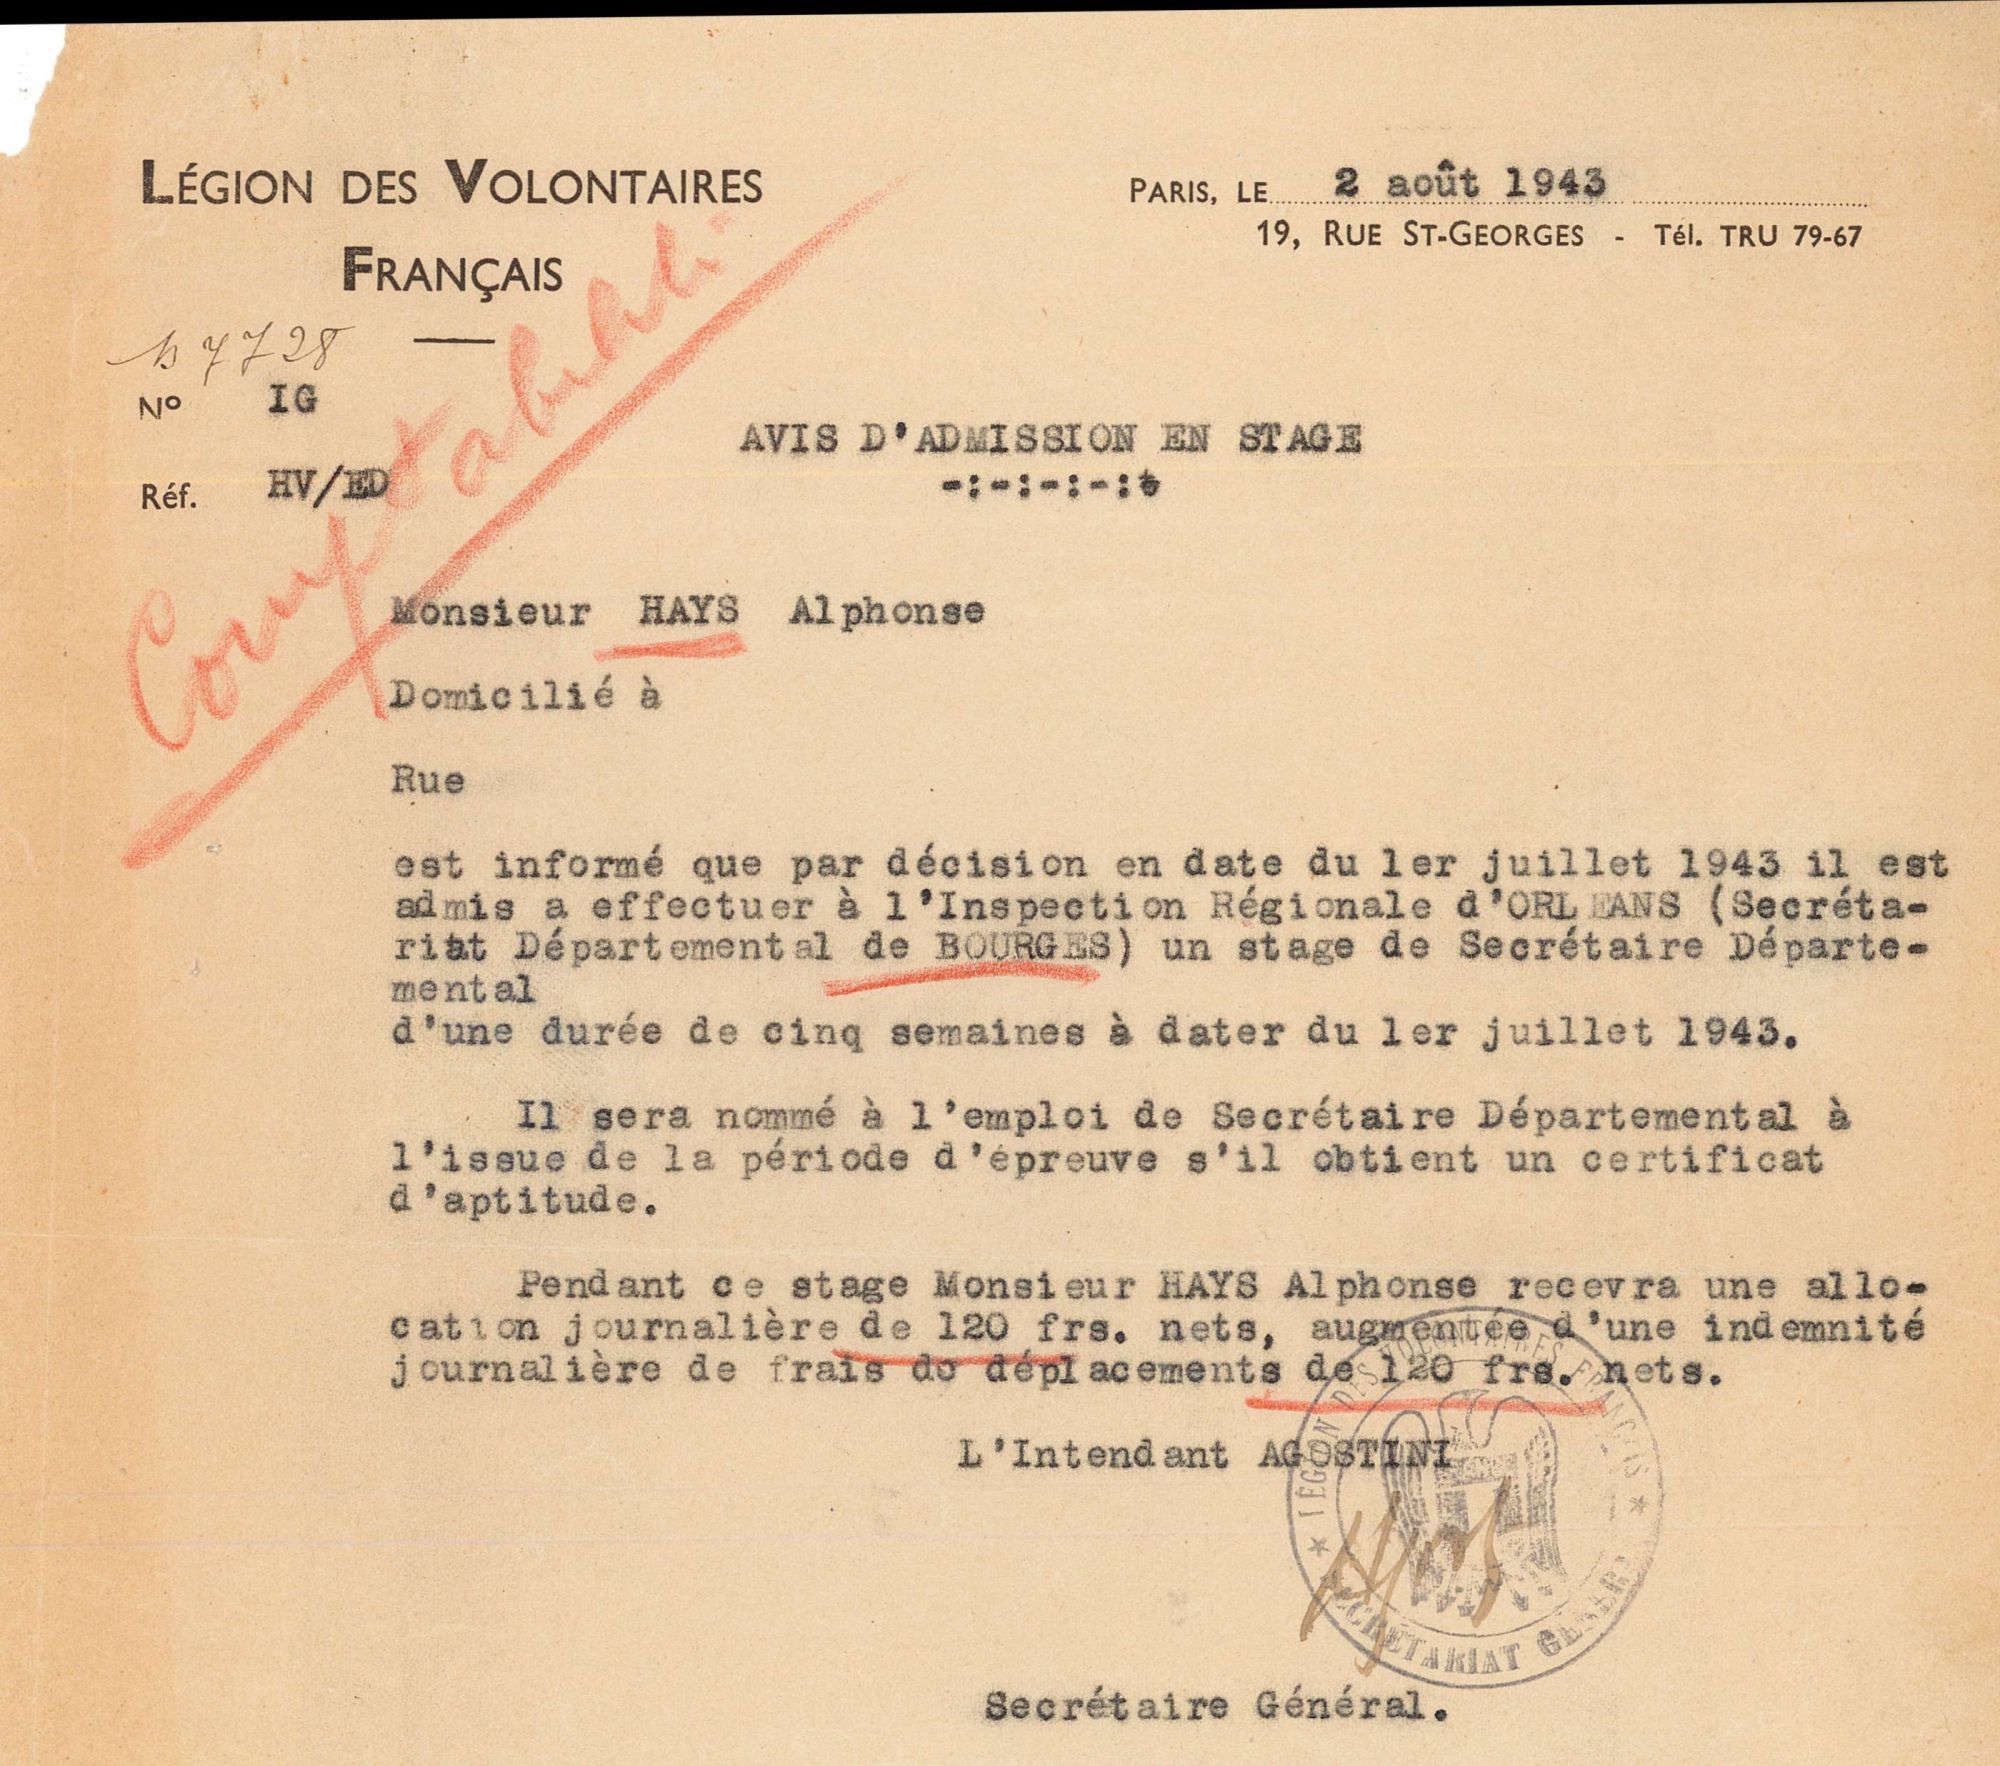 LÉGION DES VOLONTAIRES
FRANÇAIS
PARIS, LE 2 août 1943
19, RUE ST-GEORGES - Tél. TRU 79-67
7728
No IG
Réf. HV/ED
AVIS D'ADMISSION EN STAGE
-:-:-:-:
Monsieur HAYS Alphonse
Domicilié à
Rue
est informé que par décision en date du 1er juillet 1943 il est
admis a effectuer à l'Inspection Régionale d'ORLEANS (Secréta-
riat Départemental de BOURGES) un stage de Secrétaire Départe-
mental
d'une durée de cinq semaines à dater du 1er juillet 1943.
Il sera nommé à l'emploi de Secrétaire Départemental à
l'issue de la période d'épreuve s'il obtient un certificat
d'aptitude.
Pendant ce stage Monsieur HAYS Alphonse recevra une allo-
cation journalière de 120 frs. nets, augmentée d'une indemnité
journalière de frais de déplacements de 120 frs. nets.
L'Intendant AGOSTINI
LÉGION DES VOLONTAIRES FRANÇAIS
SECRÉTARIAT GÉNÉRAL
Secrétaire Général.